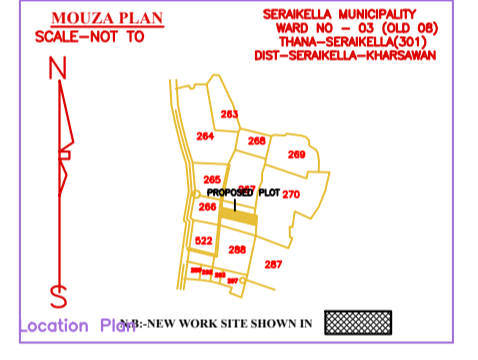 MOUZA PLAN
SCALE-NOT TO
SERAIKELLA MUNICIPALITY
WARD NO - 03 (OLD 08)
THANA-SERAIKELLA(301)
DIST-SERAIKELLA-KHARSAWAN
N
263
264
268
269
265
267
270
PROPOSED PLOT
266
522
288
287
S
Location Plan
N.B:-NEW WORK SITE SHOWN IN